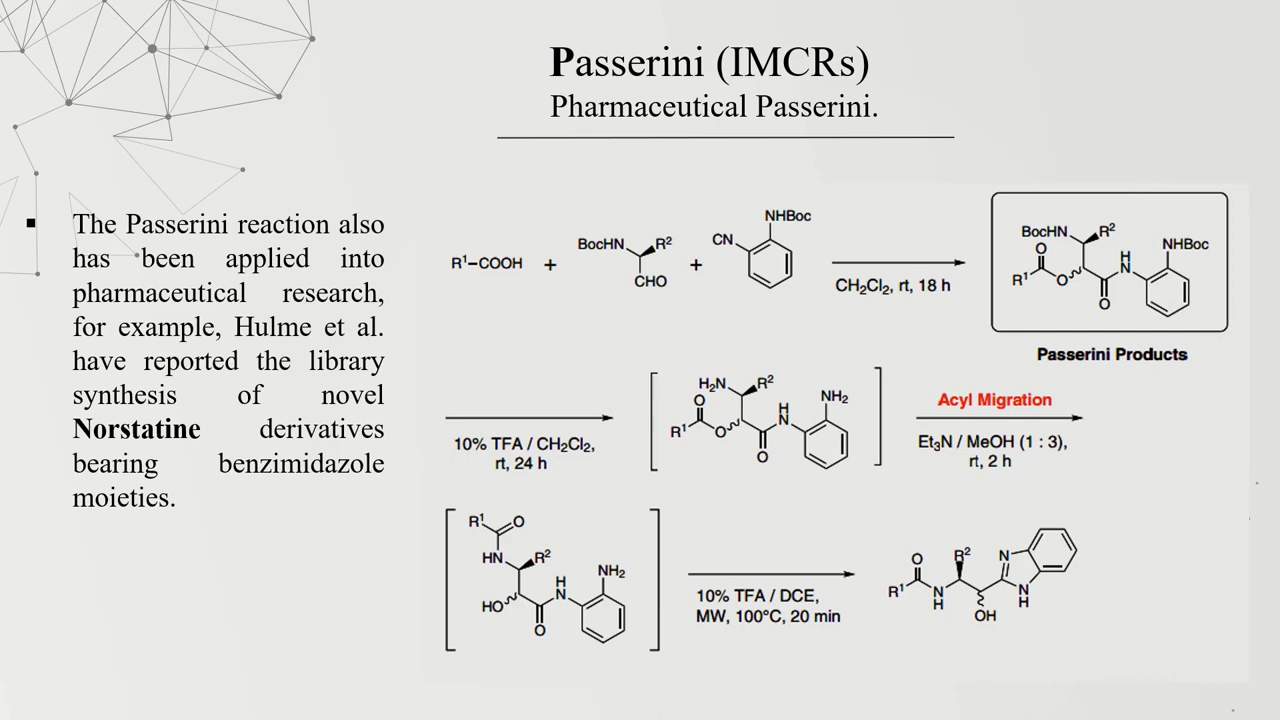 Passerini (IMCRs)
Pharmaceutical Passerini.
▪ The Passerini reaction also
has been applied into
pharmaceutical research,
for example, Hulme et al.
have reported the library
synthesis of novel
Norstatine derivatives
bearing benzimidazole
moieties.
R¹–COOH + BocHN R² CHO + CN NHBoc
CH₂Cl₂, rt, 18 h
BocHN R² O R¹ O O H N NHBoc
Passerini Products
10% TFA / CH₂Cl₂,
rt, 24 h
H₂N R² O R¹ O O H N NH₂
Acyl Migration
Et₃N / MeOH (1 : 3),
rt, 2 h
R¹ O HN R² HO O H N NH₂
10% TFA / DCE,
MW, 100°C, 20 min
O R¹ N H R² OH N N H